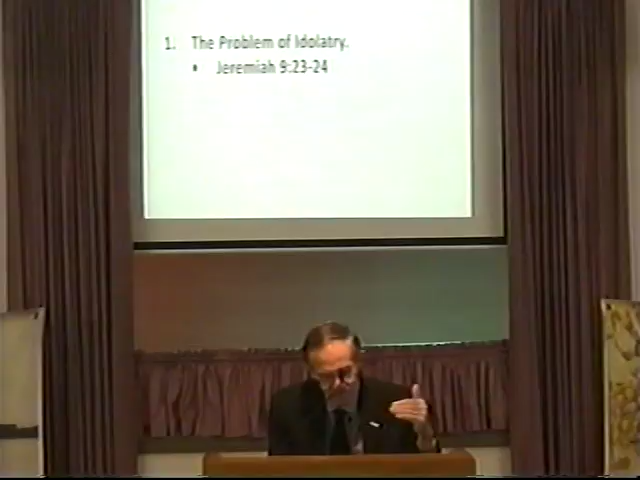 1. The Problem of Idolatry.
• Jeremiah 9:23-24